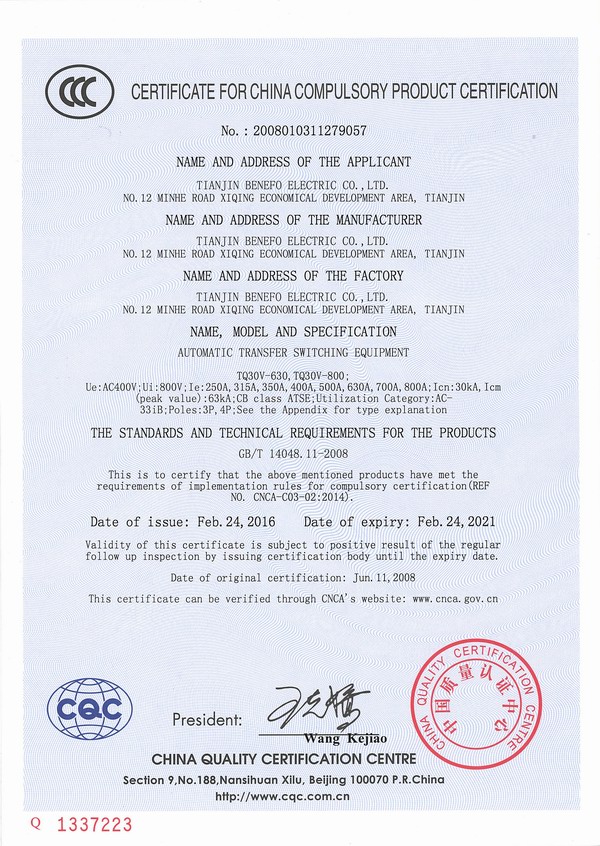 CCC
CERTIFICATE FOR CHINA COMPULSORY PRODUCT CERTIFICATION
No. : 2008010311279057
NAME AND ADDRESS OF THE APPLICANT
TIANJIN BENEFO ELECTRIC CO., LTD.
NO. 12 MINHE ROAD XIQING ECONOMICAL DEVELOPMENT AREA, TIANJIN
NAME AND ADDRESS OF THE MANUFACTURER
TIANJIN BENEFO ELECTRIC CO., LTD.
NO. 12 MINHE ROAD XIQING ECONOMICAL DEVELOPMENT AREA, TIANJIN
NAME AND ADDRESS OF THE FACTORY
TIANJIN BENEFO ELECTRIC CO., LTD.
NO. 12 MINHE ROAD XIQING ECONOMICAL DEVELOPMENT AREA, TIANJIN
NAME, MODEL AND SPECIFICATION
AUTOMATIC TRANSFER SWITCHING EQUIPMENT
TQ30V-630, TQ30V-800;
Ue:AC400V;Ui:800V;Ie:250A, 315A, 350A, 400A, 500A, 630A, 700A, 800A;Icn:30kA, Icm
(peak value):63kA;CB class ATSE;Utilization Category:AC-
33iB;Poles:3P, 4P;See the Appendix for type explanation
THE STANDARDS AND TECHNICAL REQUIREMENTS FOR THE PRODUCTS
GB/T 14048.11-2008
This is to certify that the above mentioned products have met the
requirements of implementation rules for compulsory certification(REF
NO. CNCA-C03-02:2014).
Date of issue: Feb. 24, 2016 Date of expiry: Feb. 24, 2021
Validity of this certificate is subject to positive result of the regular
follow up inspection by issuing certification body until the expiry date.
Date of original certification: Jun. 11, 2008
This certificate can be verified through CNCA's website: www.cnca.gov.cn
CQC
President:
王克娇
Wang Kejiao
CHINA QUALITY CERTIFICATION CENTRE
中国质量认证中心
CHINA QUALITY CERTIFICATION CENTRE
Section 9, No.188, Nansihuan Xilu, Beijing 100070 P.R.China
http://www.cqc.com.cn
Q 1337223